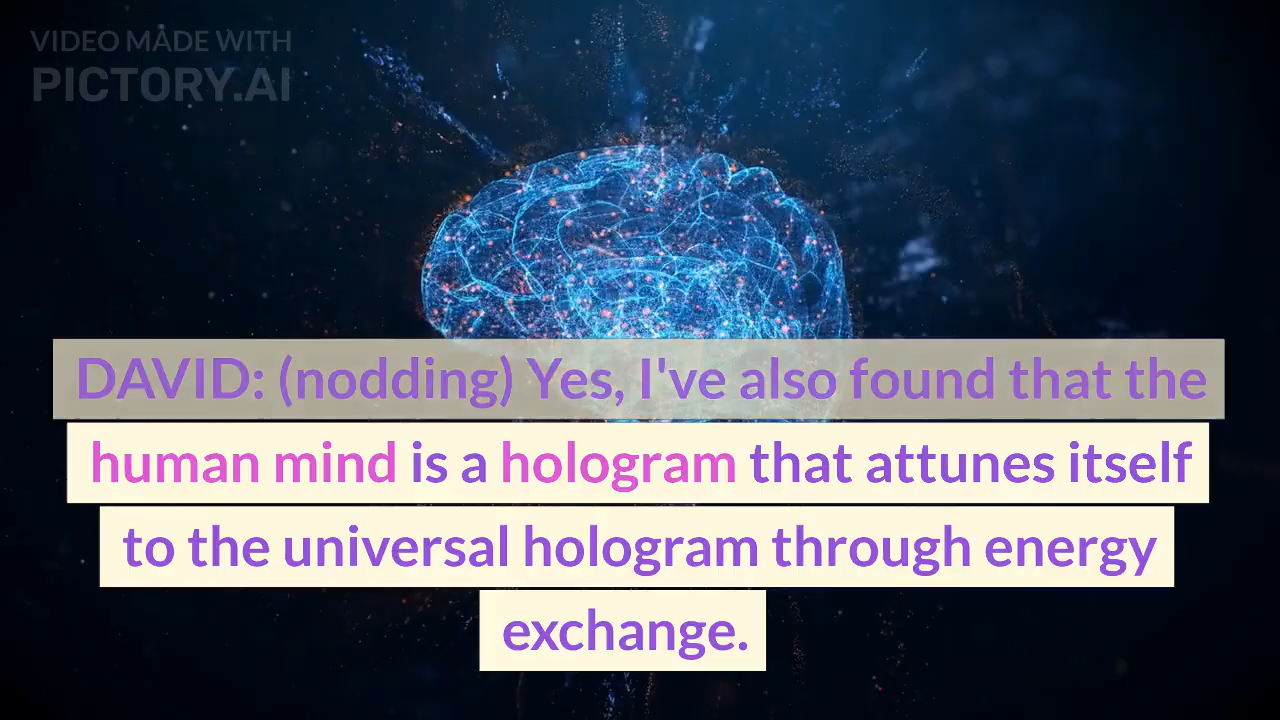 VIDEO MADE WITH
PICTORY.AI
DAVID: (nodding) Yes, I've also found that the
human mind is a hologram that attunes itself
to the universal hologram through energy
exchange.